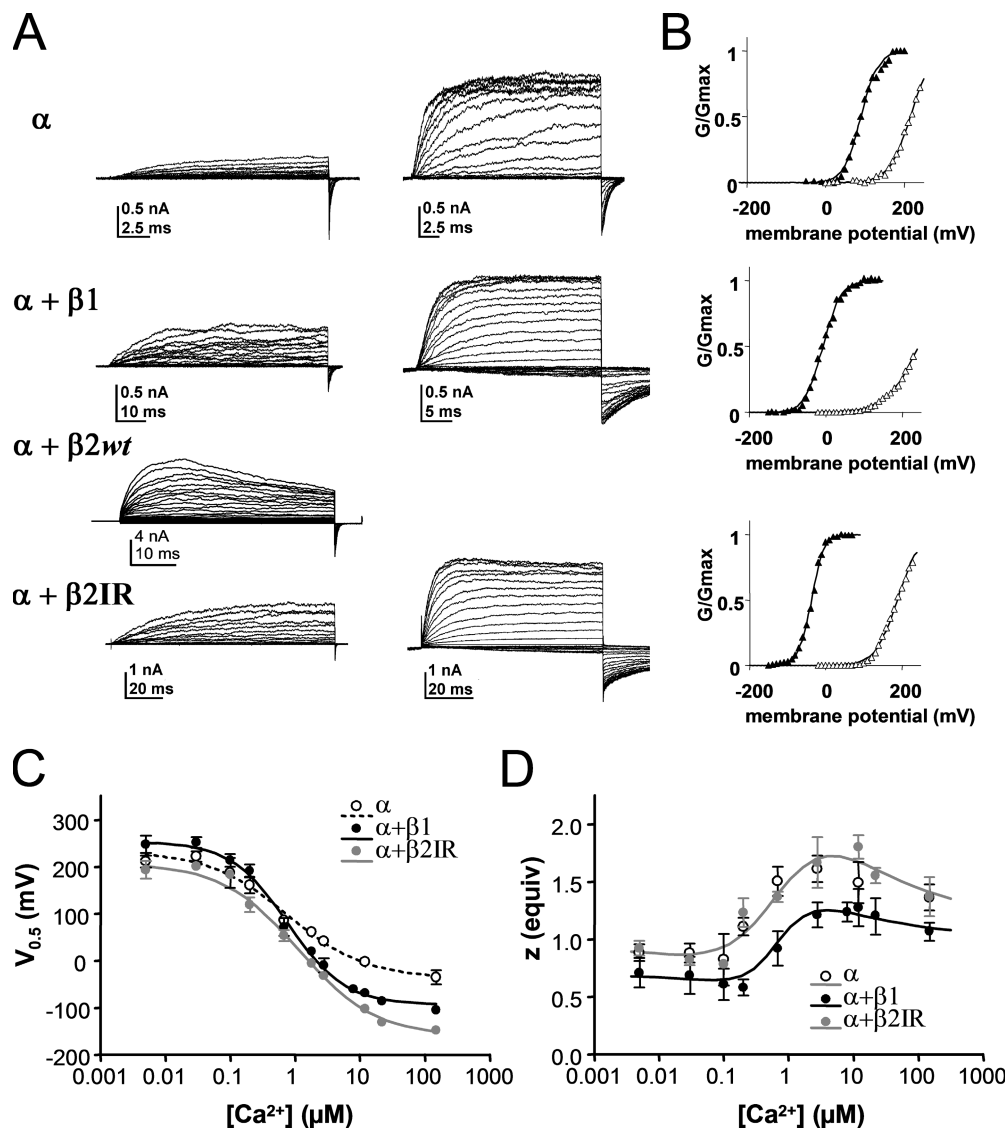 A
B
α
0.5 nA
2.5 ms
0.5 nA
2.5 ms
G/Gmax
1
0.5
0
-200
0
200
membrane potential (mV)
α + β1
0.5 nA
10 ms
0.5 nA
5 ms
G/Gmax
1
0.5
0
-200
0
200
membrane potential (mV)
α + β2wt
4 nA
10 ms
α + β2IR
1 nA
20 ms
1 nA
20 ms
G/Gmax
1
0.5
0
-200
0
200
membrane potential (mV)
C
V0.5 (mV)
300
200
100
0
-100
-200
0.001
0.01
0.1
1
10
100
1000
[Ca2+] (µM)
α
α+β1
α+β2IR
D
z (equiv)
2.0
1.5
1.0
0.5
0.0
0.001
0.01
0.1
1
10
100
1000
[Ca2+] (µM)
α
α+β1
α+β2IR